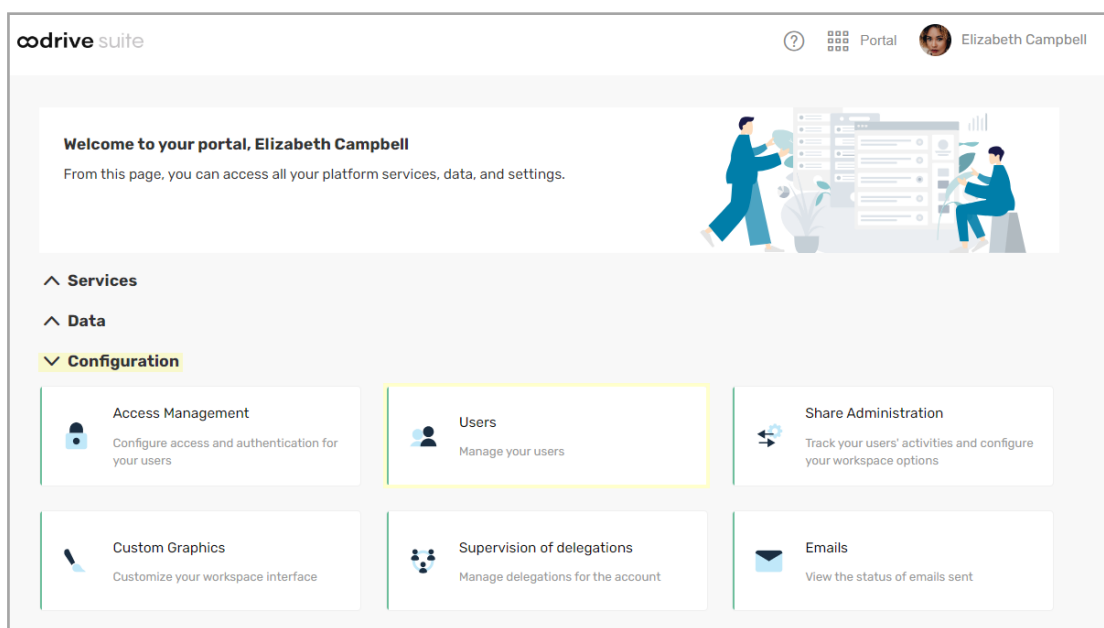 oodrive suite
Portal
Elizabeth Campbell
Welcome to your portal, Elizabeth Campbell
From this page, you can access all your platform services, data, and settings.
Services
Data
Configuration
Access Management
Configure access and authentication for
your users
Users
Manage your users
Share Administration
Track your users' activities and configure
your workspace options
Custom Graphics
Customize your workspace interface
Supervision of delegations
Manage delegations for the account
Emails
View the status of emails sent